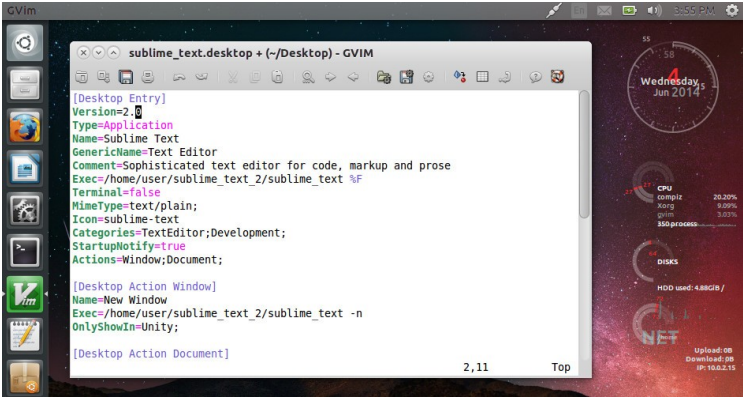 GVim
En
3:55 PM
sublime_text.desktop + (~/Desktop) - GVIM
[Desktop Entry]
Version=2.0
Type=Application
Name=Sublime Text
GenericName=Text Editor
Comment=Sophisticated text editor for code, markup and prose
Exec=/home/user/sublime_text_2/sublime_text %F
Terminal=false
MimeType=text/plain;
Icon=sublime-text
Categories=TextEditor;Development;
StartupNotify=true
Actions=Window;Document;
[Desktop Action Window]
Name=New Window
Exec=/home/user/sublime_text_2/sublime_text -n
OnlyShowIn=Unity;
[Desktop Action Document]
2,11 Top
Vim
55
50
4
Wednesday
Jun 2014
CPU
compiz 20.20%
Xorg 9.09%
gvim 3.03%
350 process
DISKS
HDD used: 4.88GiB /
NET
Upload: 0B
Download: 0B
IP: 10.0.2.15